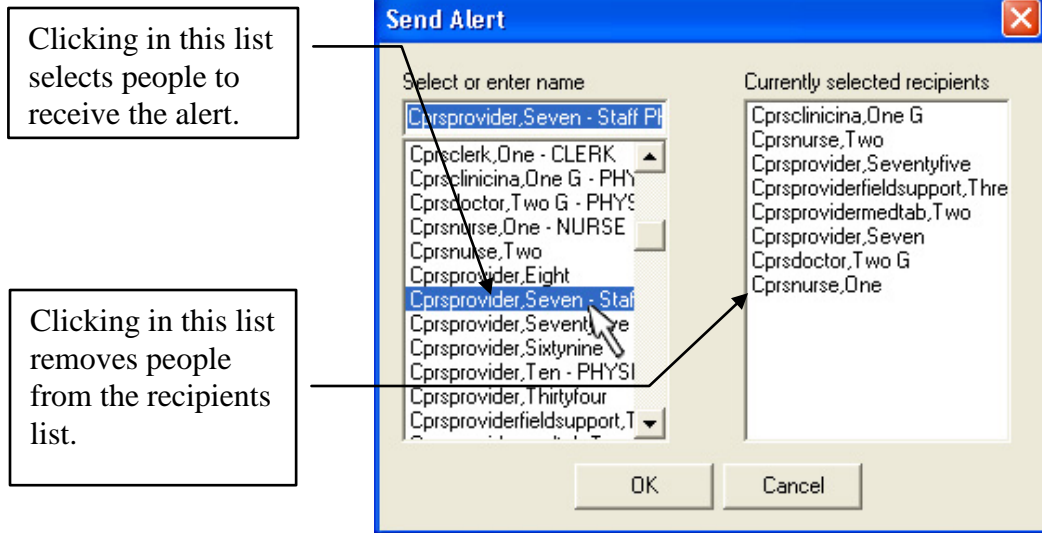 Clicking in this list
selects people to
receive the alert.
Clicking in this list
removes people
from the recipients
list.
Send Alert
Select or enter name
Cprsprovider,Seven - Staff PH
Cprsclerk,One - CLERK
Cprsclinicina,One G - PHY
Cprsdoctor,Two G - PHYS
Cprsnurse,One - NURSE
Cprsnurse,Two
Cprsprovider,Eight
Cprsprovider,Seven - Staf
Cprsprovider,Seventyfive
Cprsprovider,Sixtynine
Cprsprovider,Ten - PHYSI
Cprsprovider,Thirtyfour
Cprsproviderfieldsupport,T
Currently selected recipients
Cprsclinicina,One G
Cprsnurse,Two
Cprsprovider,Seventyfive
Cprsproviderfieldsupport,Thre
Cprsprovidermedtab,Two
Cprsprovider,Seven
Cprsdoctor,Two G
Cprsnurse,One
OK
Cancel